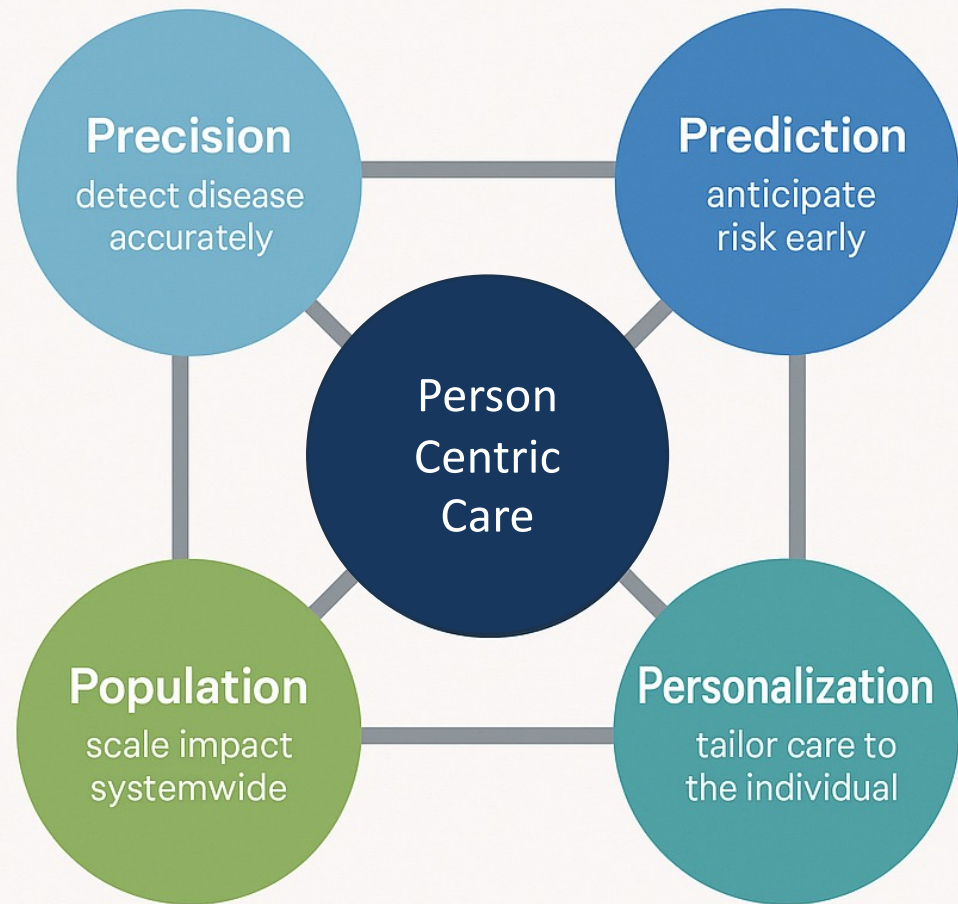 Precision
detect disease
accurately
Prediction
anticipate
risk early
Person
Centric
Care
Population
scale impact
systemwide
Personalization
tailor care to
the individual